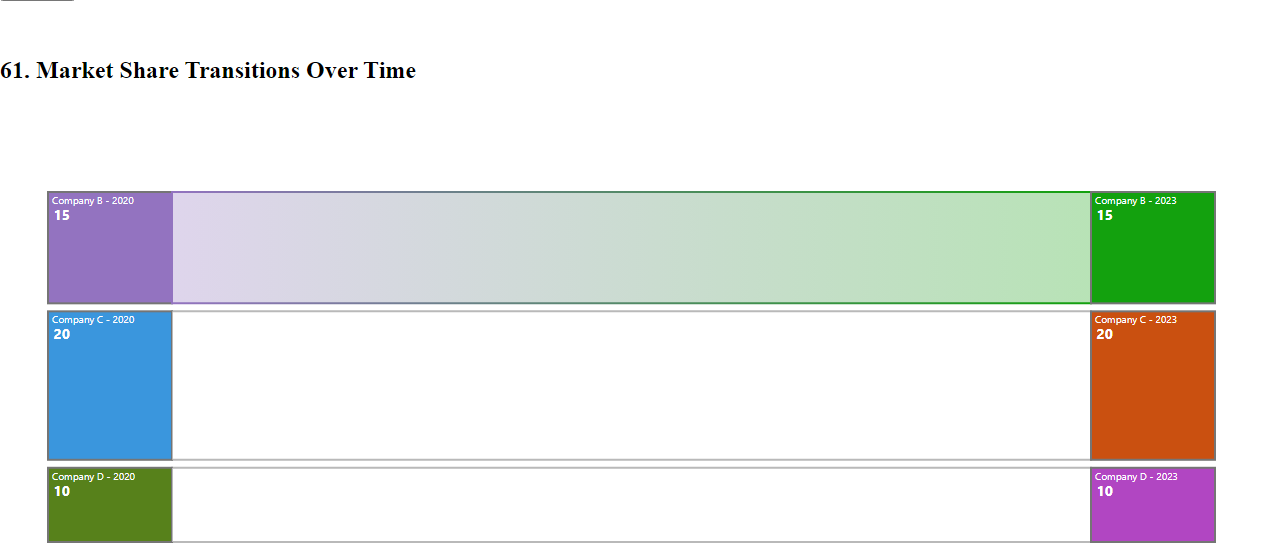 61. Market Share Transitions Over Time
Company B - 2020
15
Company B - 2023
15
Company C - 2020
20
Company C - 2023
20
Company D - 2020
10
Company D - 2023
10